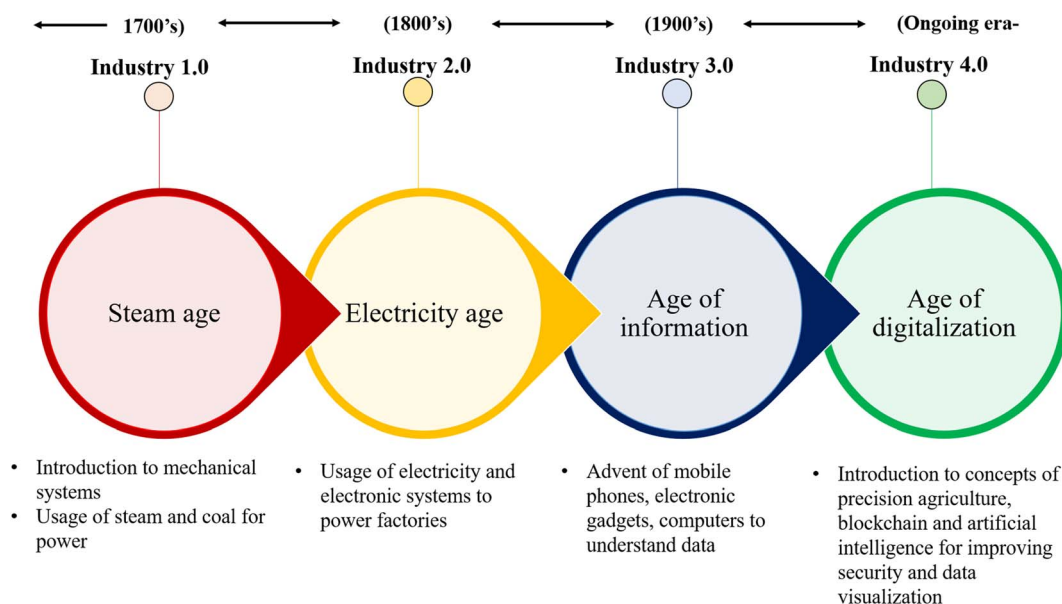 1700’s)
(1800’s)
(1900’s)
(Ongoing era-
Industry 1.0
Industry 2.0
Industry 3.0
Industry 4.0
Steam age
Electricity age
Age of
information
Age of
digitalization
• Introduction to mechanical
systems
• Usage of steam and coal for
power
• Usage of electricity and
electronic systems to
power factories
• Advent of mobile
phones, electronic
gadgets, computers to
understand data
• Introduction to concepts of
precision agriculture,
blockchain and artificial
intelligence for improving
security and data
visualization